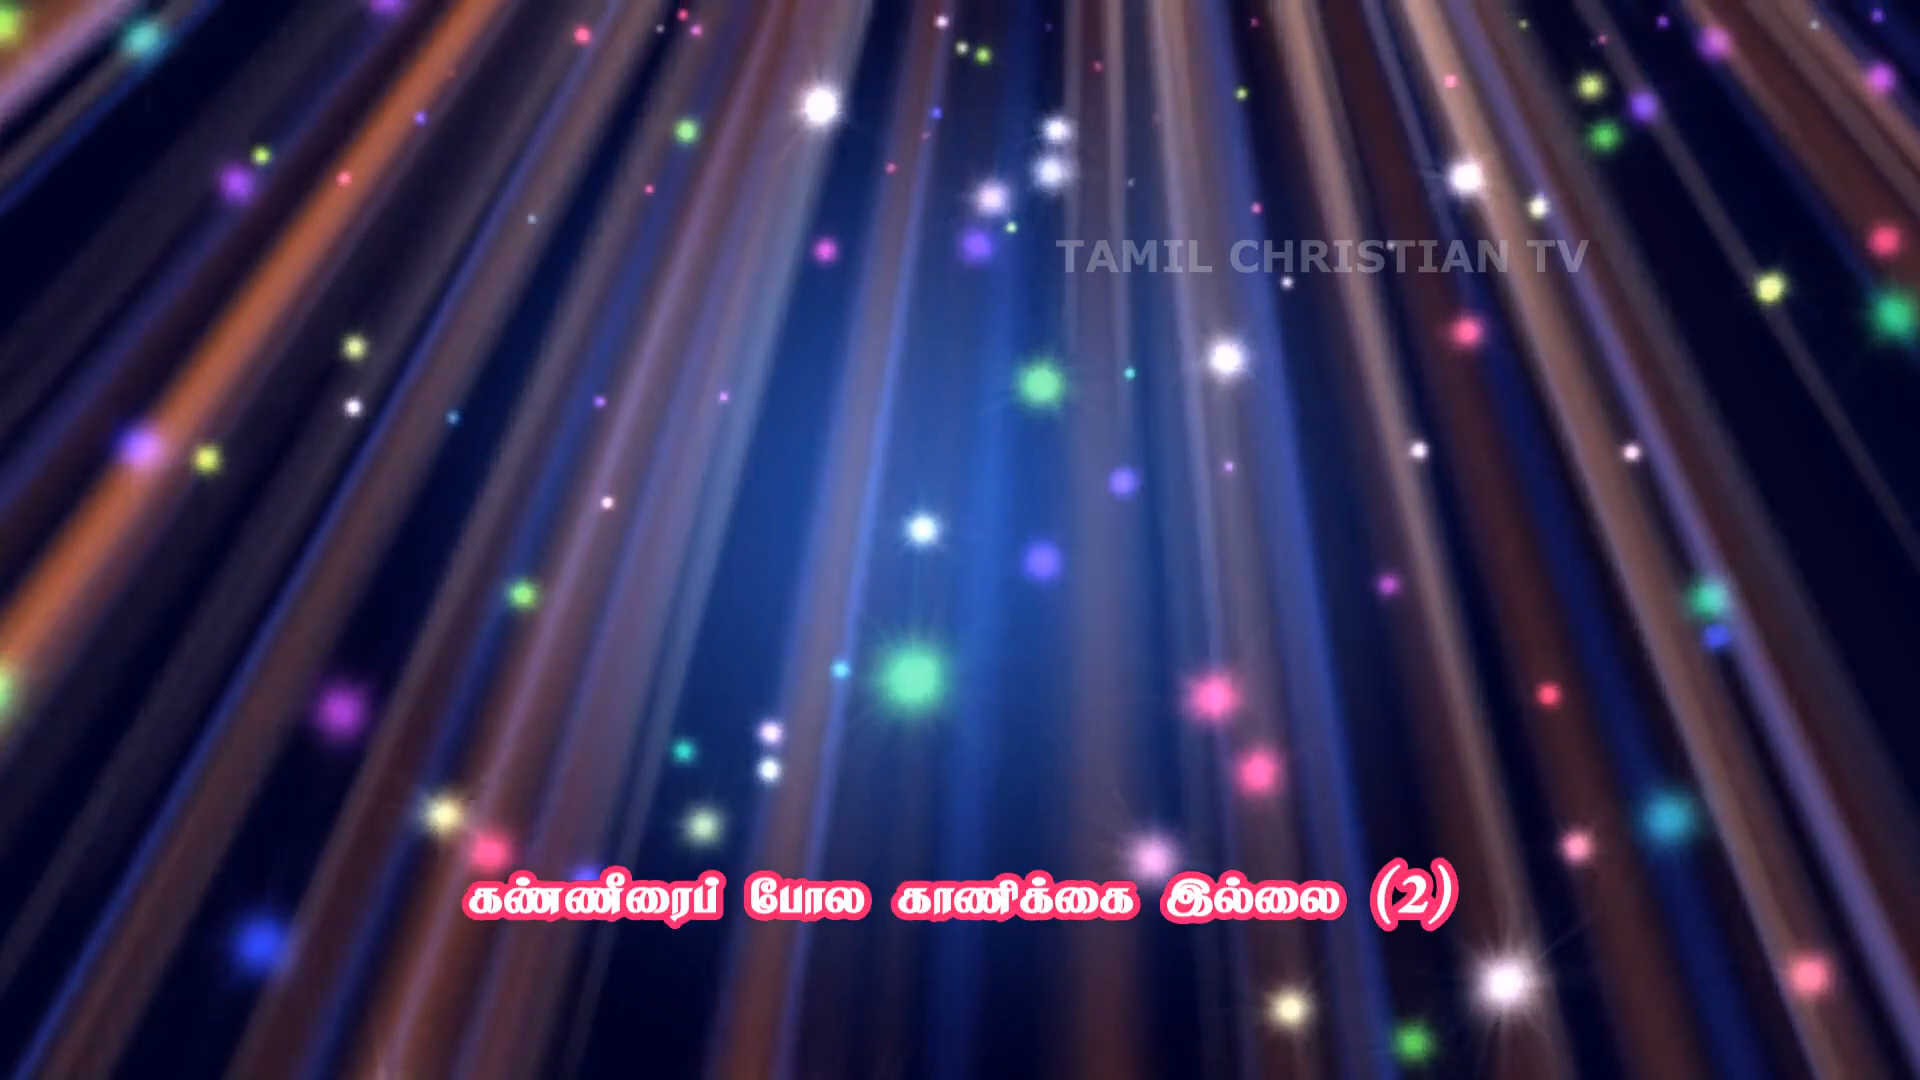 TAMIL CHRISTIAN TV
கண்ணீரைப் போல காணிக்கை இல்லை (2)